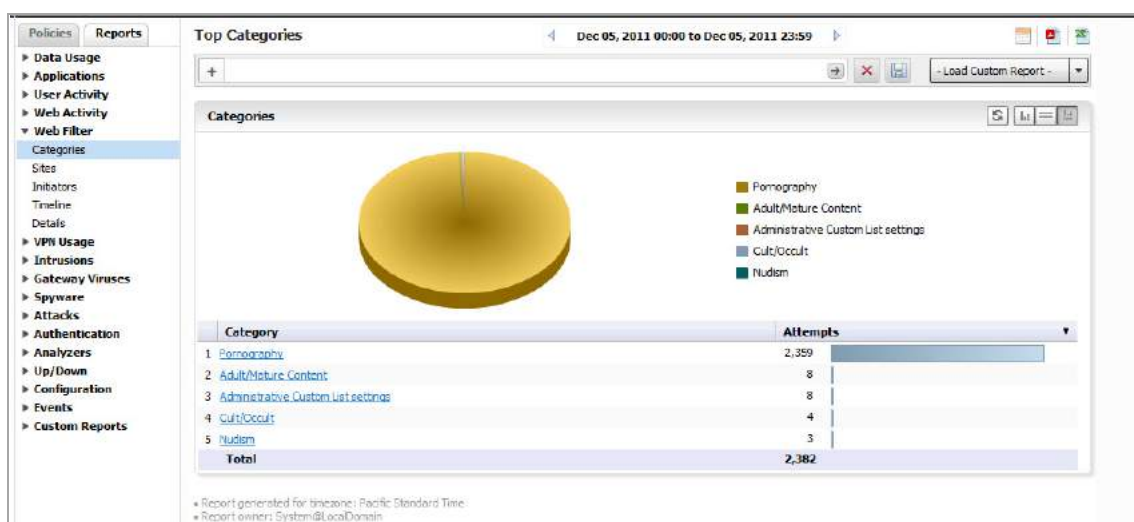 Policies Reports
Data Usage
Applications
User Activity
Web Activity
Web Filter
Categories
Sites
Initiators
Timeline
Details
VPN Usage
Intrusions
Gateway Viruses
Spyware
Attacks
Authentication
Analyzers
Up/Down
Configuration
Events
Custom Reports
Top Categories Dec 05, 2011 00:00 to Dec 05, 2011 23:59
+ - Load Custom Report -
Categories
Pornography
Adult/Mature Content
Administrative Custom List settings
Cult/Occult
Nudism
Category Attempts
1 Pornography 2,359
2 Adult/Mature Content 8
3 Administrative Custom List settings 8
4 Cult/Occult 4
5 Nudism 3
Total 2,382
Report generated for timezone: Pacific Standard Time
Report owner: System@LocalDomain